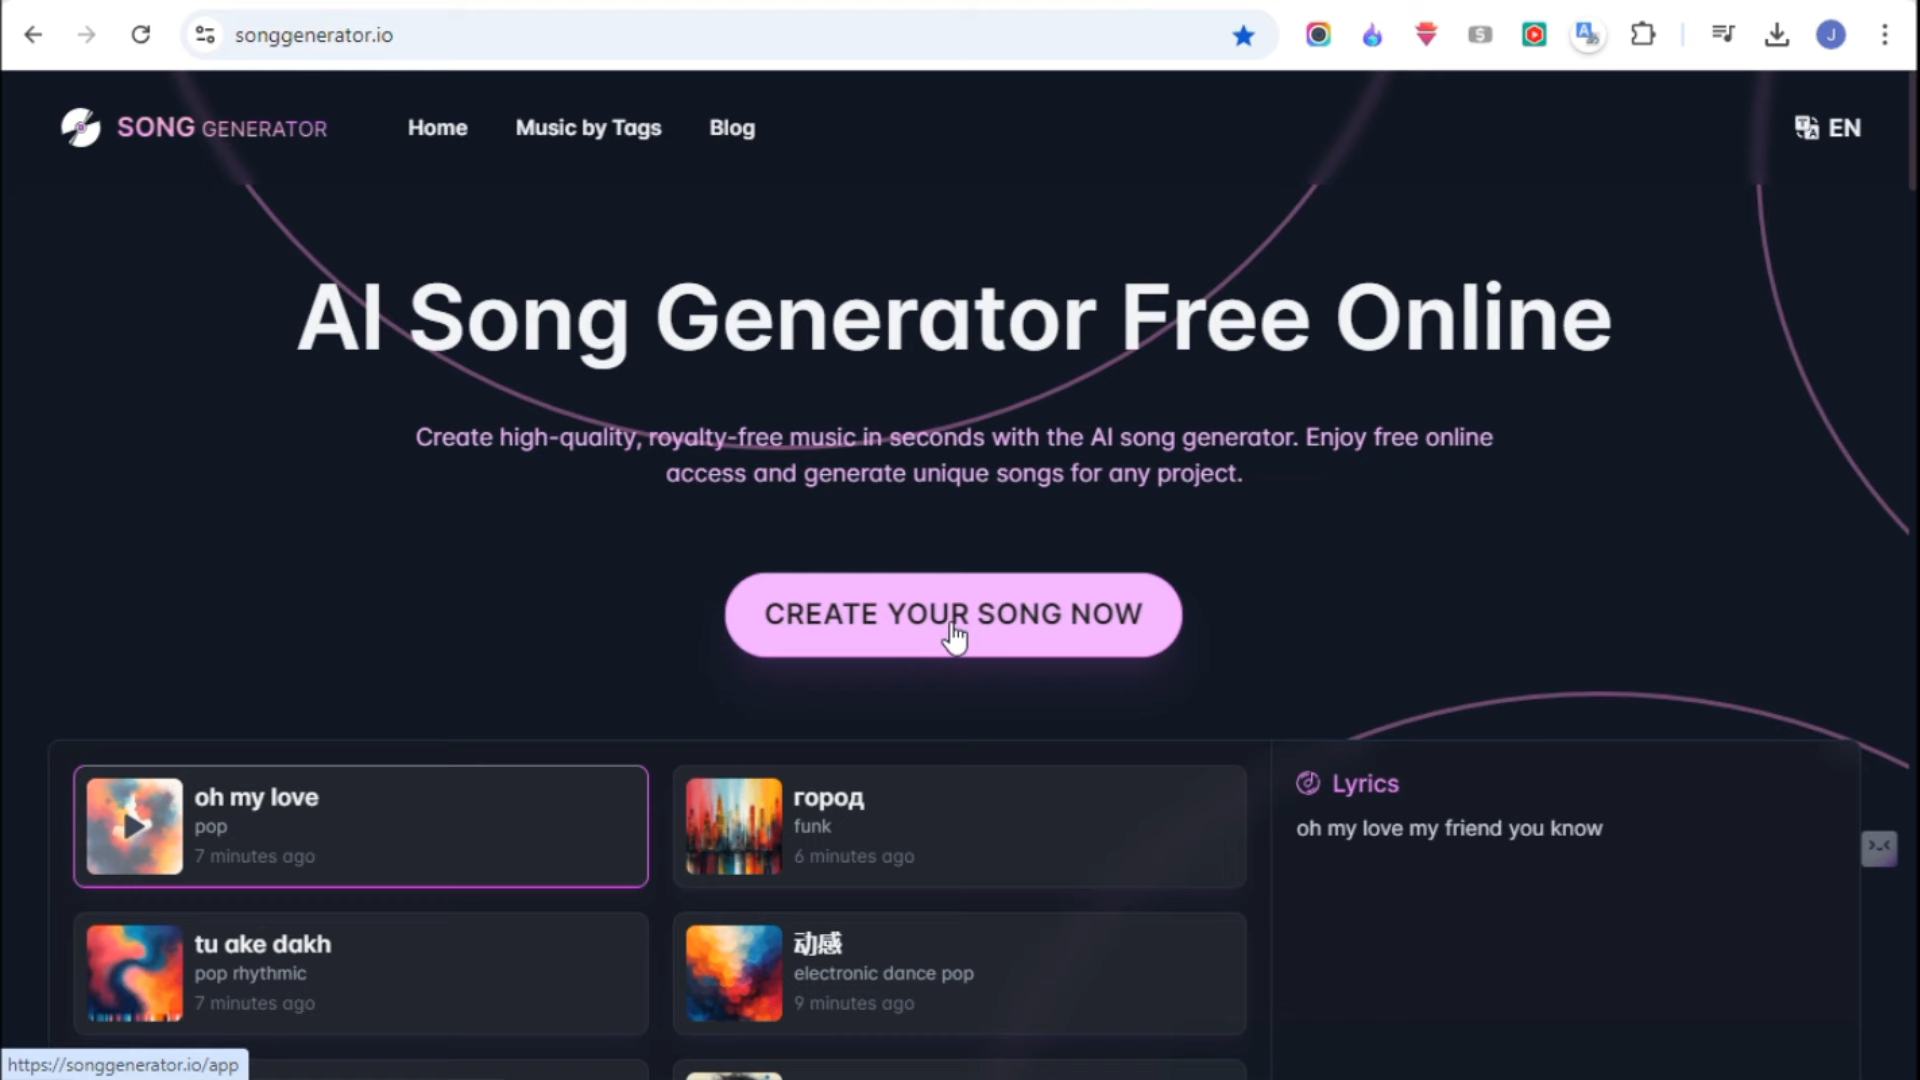 songgenerator.io
SONG GENERATOR
Home
Music by Tags
Blog
EN
AI Song Generator Free Online
Create high-quality, royalty-free music in seconds with the AI song generator. Enjoy free online
access and generate unique songs for any project.
CREATE YOUR SONG NOW
oh my love
pop
7 minutes ago
город
funk
6 minutes ago
Lyrics
oh my love my friend you know
tu ake dakh
pop rhythmic
7 minutes ago
动感
electronic dance pop
9 minutes ago
https://songgenerator.io/app
J
S